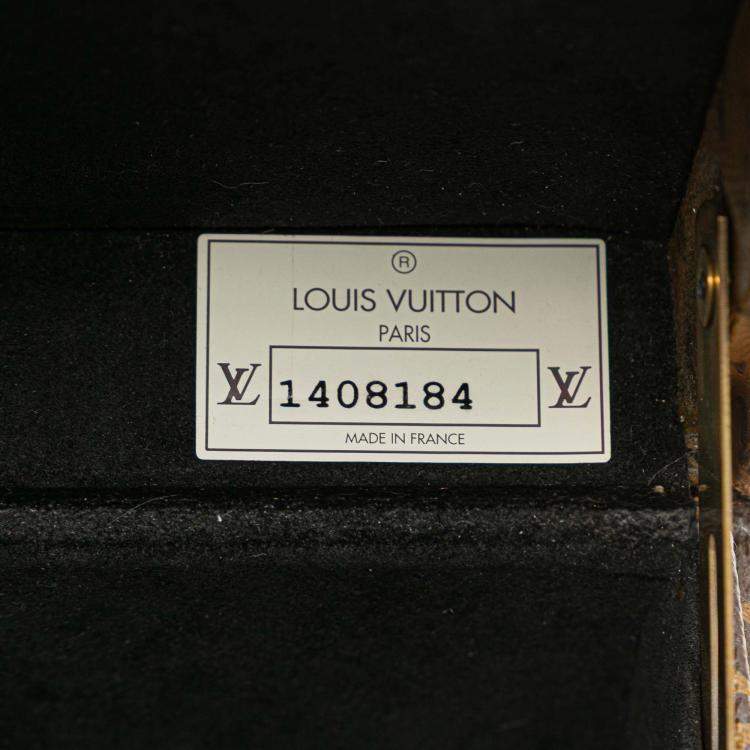 ®
LOUIS VUITTON
PARIS
LV 1408184 LV
MADE IN FRANCE